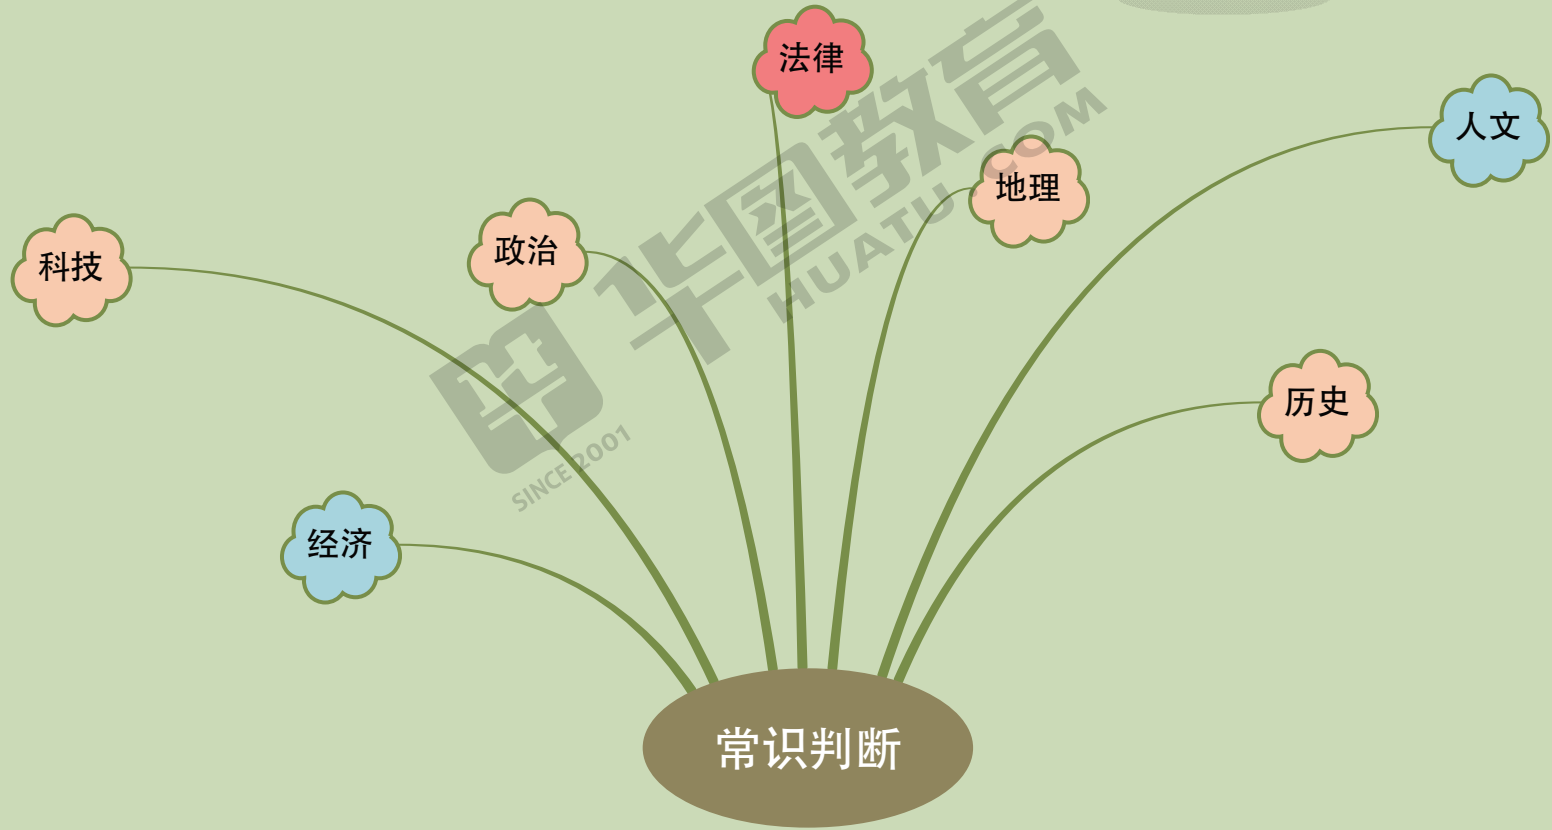 法律
人文
地理
政治
科技
历史
经济
常识判断
华图教育
HUATU.COM
SINCE 2001